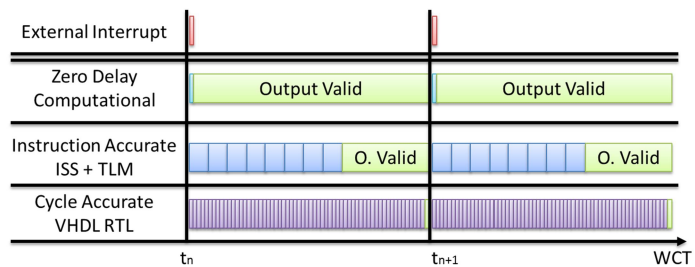 External Interrupt
Zero Delay
Computational
Output Valid
Output Valid
Instruction Accurate
ISS + TLM
O. Valid
O. Valid
Cycle Accurate
VHDL RTL
tn
tn+1
WCT